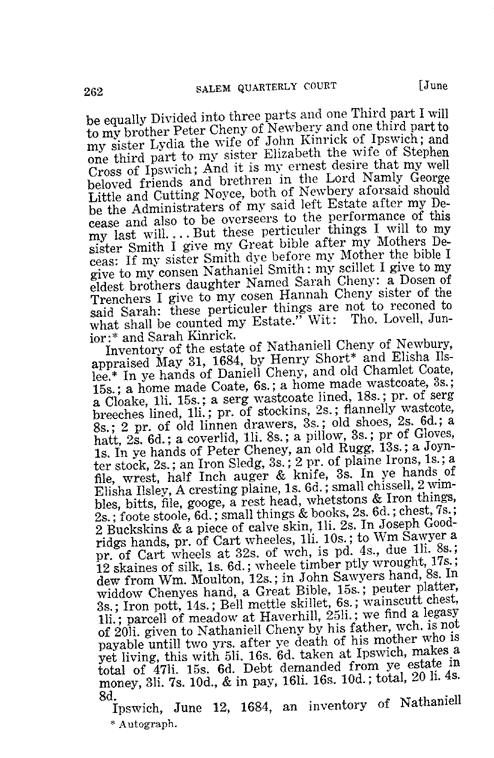 262 SALEM QUARTERLY COURT [June
be equally Divided into three parts and one Third part I will
to my brother Peter Cheny of Newbery and one third part to
my sister Lydia the wife of John Kinrick of Ipswich; and
one third part to my sister Elizabeth the wife of Stephen
Cross of Ipswich; And it is my ernest desire that my well
beloved friends and brethren in the Lord Namly George
Little and Cutting Noyce, both of Newbery aforsaid should
be the Administraters of my said left Estate after my De-
cease and also to be overseers to the performance of this
my last will. . . . But these perticuler things I will to my
sister Smith I give my Great bible after my Mothers De-
ceas: If my sister Smith dye before my Mother the bible I
give to my consen Nathaniel Smith: my scillet I give to my
eldest brothers daughter Named Sarah Cheny: a Dosen of
Trenchers I give to my cosen Hannah Cheny sister of the
said Sarah: these perticuler things are not to reconed to
what shall be counted my Estate." Wit: Tho. Lovell, Jun-
ior:* and Sarah Kinrick.
Inventory of the estate of Nathaniell Cheny of Newbury,
appraised May 31, 1684, by Henry Short* and Elisha Ils-
lee.* In ye hands of Daniell Cheny, and old Chamlet Coate,
15s.; a home made Coate, 6s.; a home made wastcoate, 3s.;
a Cloake, 1li. 15s.; a serg wastcoate lined, 18s.; pr. of serg
breeches lined, 1li.; pr. of stockins, 2s.; flannelly wastcote,
8s.; 2 pr. of old linnen drawers, 3s.; old shoes, 2s. 6d.; a
hatt, 2s. 6d.; a coverlid, 1li. 8s.; a pillow, 3s.; pr of Gloves,
1s. In ye hands of Peter Cheney, an old Rugg, 13s.; a Joyn-
ter stock, 2s.; an Iron Sledg, 3s.; 2 pr. of plaine Irons, 1s.; a
file, wrest, half Inch auger & knife, 3s. In ye hands of
Elisha Ilsley, A cresting plaine, 1s. 6d.; small chissell, 2 wim-
bles, bitts, file, googe, a rest head, whetstons & Iron things,
2s.; foote stoole, 6d.; small things & books, 2s. 6d.; chest, 7s.;
2 Buckskins & a piece of calve skin, 1li. 2s. In Joseph Good-
ridgs hands, pr. of Cart wheeles, 1li. 10s.; to Wm Sawyer a
pr. of Cart wheels at 32s. of wch, is pd. 4s., due 1li. 8s.;
12 skaines of silk, 1s. 6d.; wheele timber ptly wrought, 17s.;
dew from Wm. Moulton, 12s.; in John Sawyers hand, 8s. In
widdow Chenyes hand, a Great Bible, 15s.; peuter platter,
3s.; Iron pott, 14s.; Bell mettle skillet, 6s.; wainscutt chest,
1li.; parcell of meadow at Haverhill, 25li.; we find a legasy
of 20li. given to Nathaniell Cheny by his father, wch. is not
payable untill two yrs. after ye death of his mother who is
yet living, this with 5li. 16s. 6d. taken at Ipswich, makes a
total of 47li. 15s. 6d. Debt demanded from ye estate in
money, 3li. 7s. 10d., & in pay, 16li. 16s. 10d.; total, 20 li. 4s.
8d.
Ipswich, June 12, 1684, an inventory of Nathaniell
* Autograph.